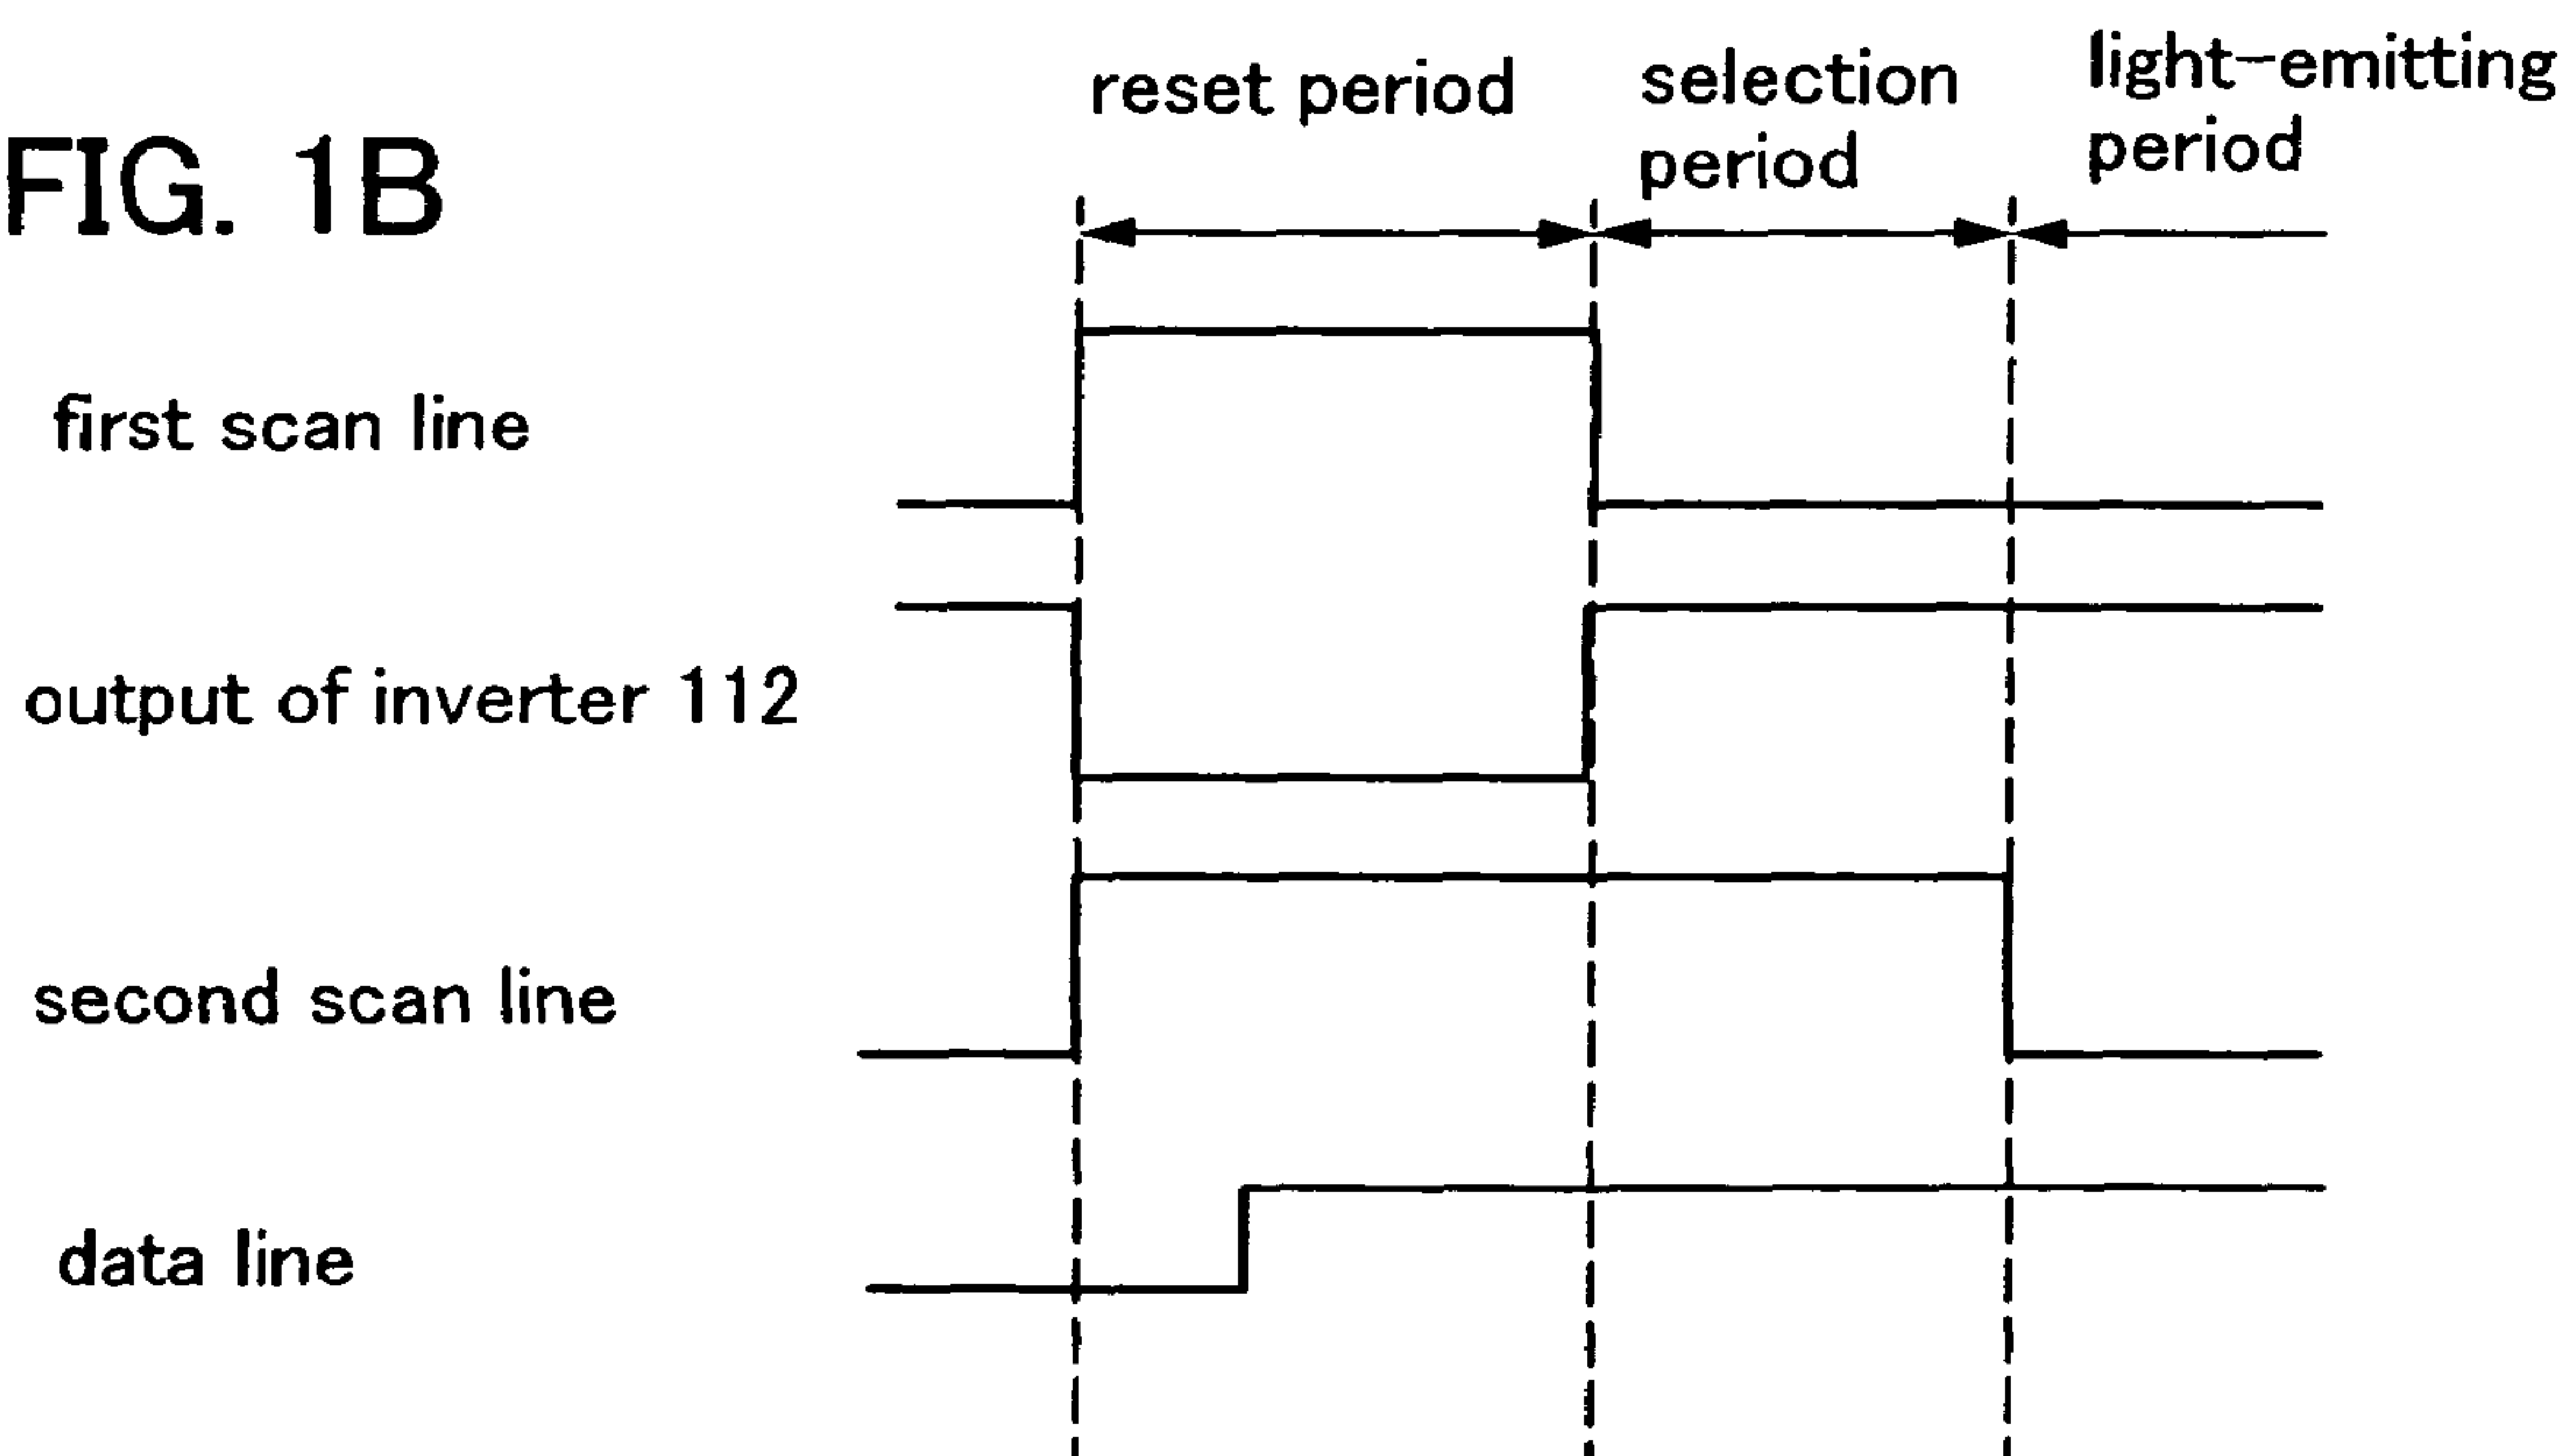 FIG. 1B
reset period
selection
period
light-emitting
period
first scan line
output of inverter 112
second scan line
data line